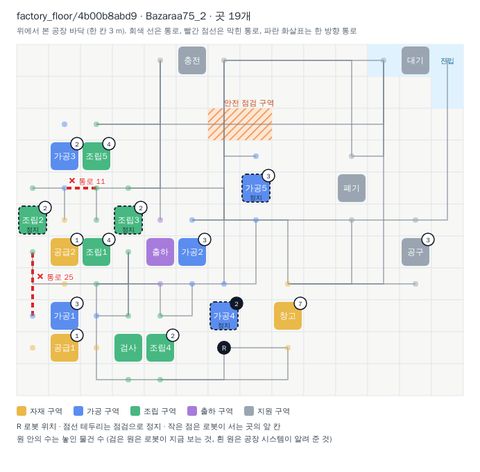 factory_floor/4b00b8abd9 · Bazaraa75_2 · 곳 19개
위에서 본 공장 바닥 (한 칸 3 m). 회색 선은 통로, 빨간 점선은 막힌 통로, 파란 화살표는 한 방향 통로
충전
대기
진입
안전 점검 구역
가공3
2
조립5
4
통로 11
가공5
3
정지
폐기
조립2
2
정지
조립3
2
정지
공급2
1
조립1
4
출하
가공2
3
공구
3
통로 25
가공1
3
가공4
2
정지
창고
7
공급1
1
검사
조립4
2
R
자재 구역
가공 구역
조립 구역
출하 구역
지원 구역
R 로봇 위치 · 점선 테두리는 점검으로 정지 · 작은 점은 로봇이 서는 곳의 앞 칸
원 안의 수는 놓인 물건 수 (검은 원은 로봇이 지금 보는 것, 흰 원은 공장 시스템이 알려 준 것)